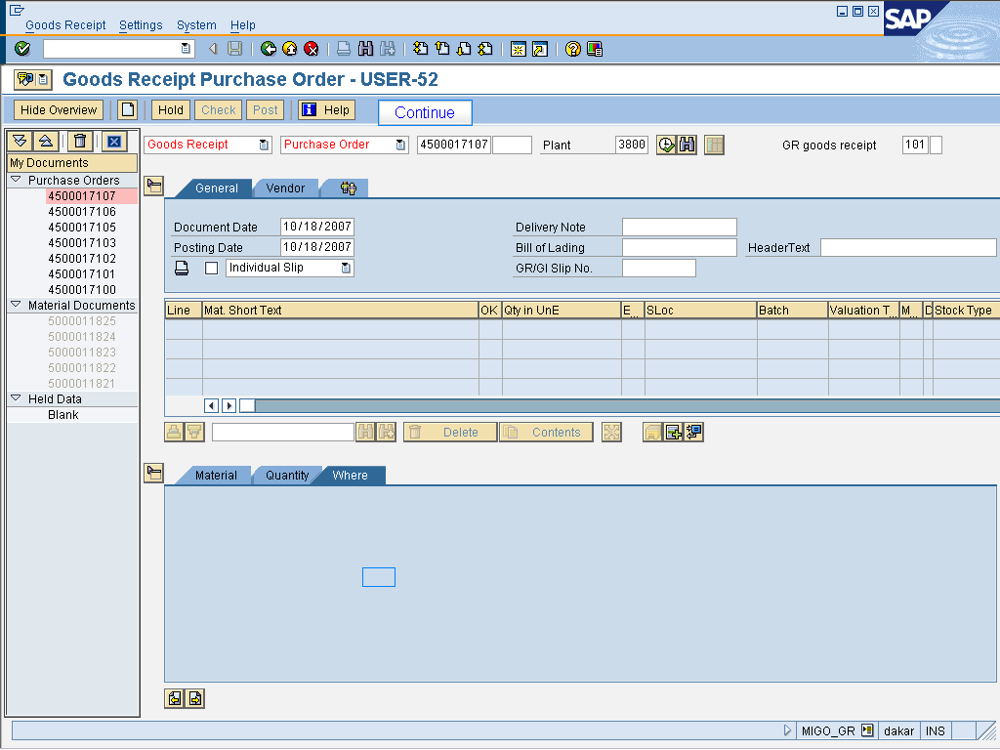 Goods Receipt Settings System Help
SAP
Goods Receipt Purchase Order - USER-52
Hide Overview Hold Check Post Help Continue
Goods Receipt Purchase Order 4500017107 Plant 3800 GR goods receipt 101
My Documents
Purchase Orders
4500017107
4500017106
4500017105
4500017103
4500017102
4500017101
4500017100
Material Documents
5000011825
5000011824
5000011823
5000011822
5000011821
Held Data
Blank
General Vendor
Document Date 10/18/2007 Delivery Note
Posting Date 10/18/2007 Bill of Lading HeaderText
Individual Slip GR/GI Slip No.
Line Mat. Short Text OK Qty in UnE E... SLoc Batch Valuation T... M... D Stock Type
Delete Contents
Material Quantity Where
MIGO_GR dakar INS